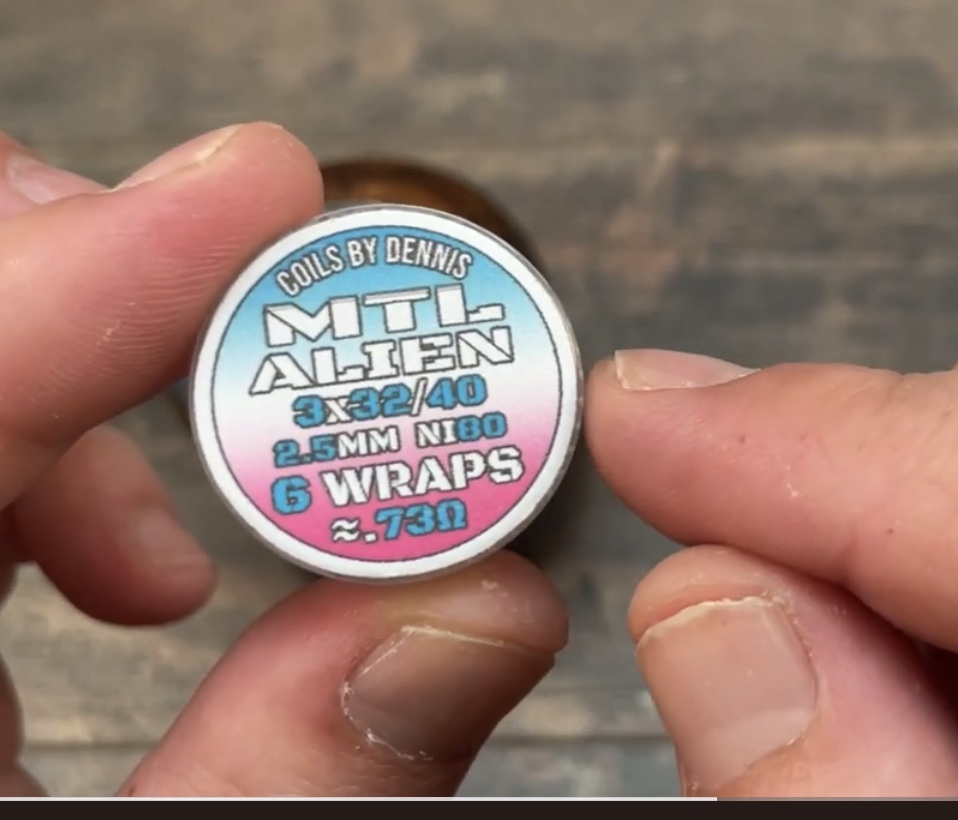 COILS BY DENNIS
MTL
ALIEN
3x32/40
2.5MM NI80
6 WRAPS
≈.73Ω